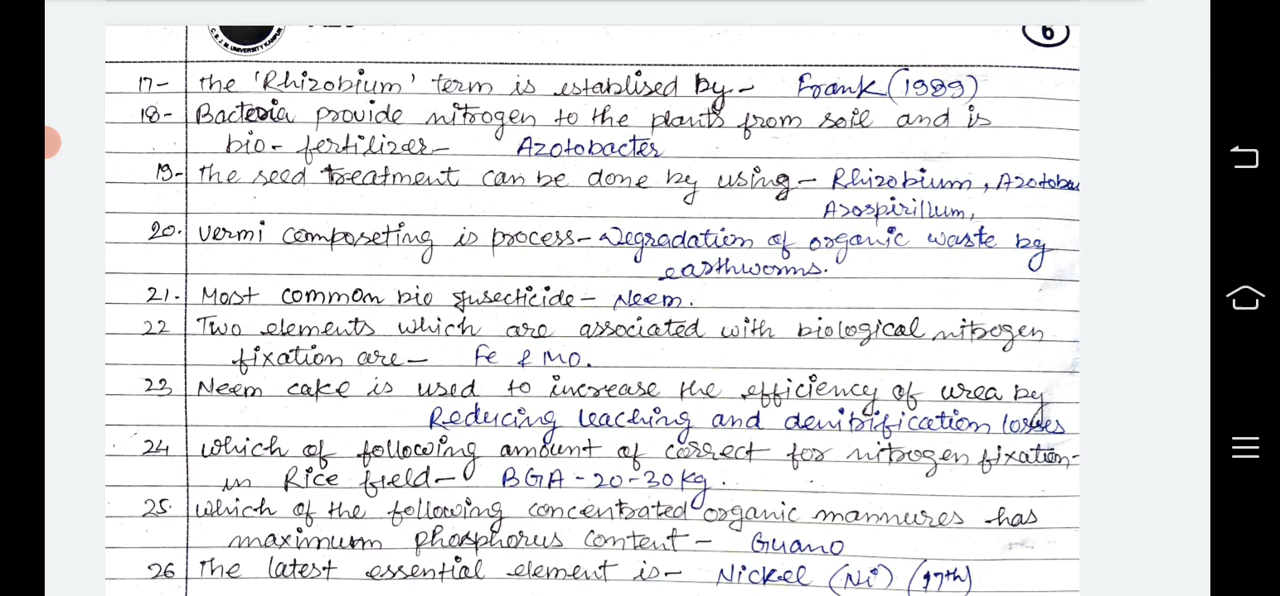 C.S.J.M. UNIVERSITY KANPUR
6
17- The 'Rhizobium' term is establised by- Frank (1989)
18- Bacteria provide nitrogen to the plants from soil and is
bio-fertilizer- Azotobacter
19- The seed treatment can be done by using- Rhizobium, Azotoba
Azospirillum,
20. Vermi composeting is process- Degradation of organic waste by
earthworms.
21. Most common bio insecticide- Neem.
22 Two elements which are associated with biological nitrogen
fixation are- Fe & MO.
23 Neem cake is used to increase the efficiency of urea by
Reducing leaching and denitrification losses
24 which of following amount of correct for nitrogen fixation-
in Rice field- BGA-20-30kg.
25. which of the following concentrated organic mannures has
maximum phosphorus content- Guano
26 The latest essential element is- Nickel (Ni) (17th)